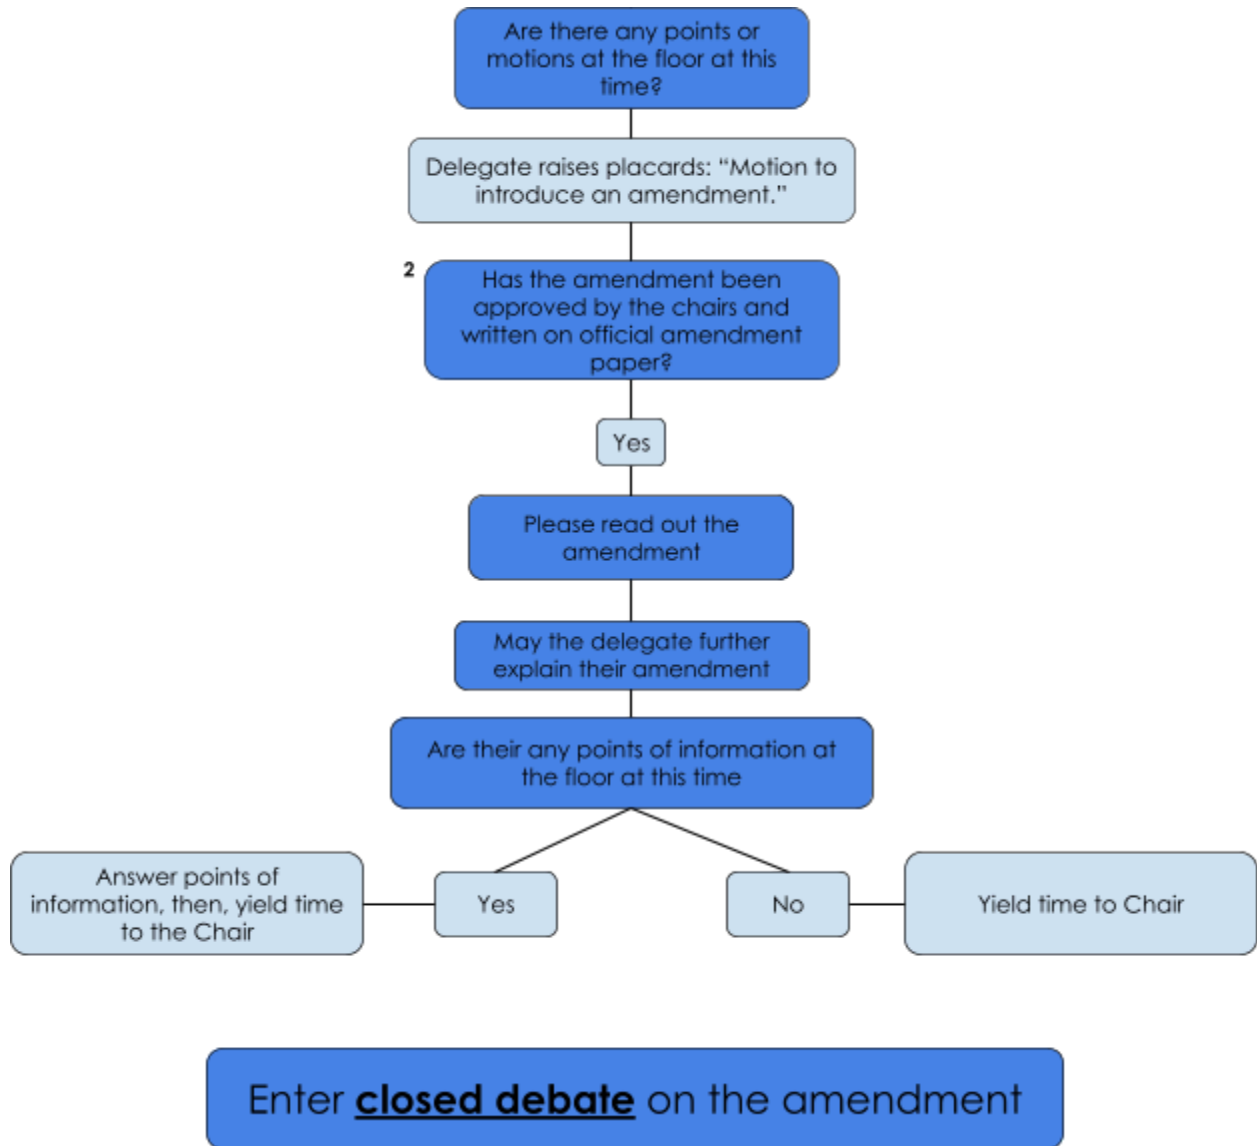 Are there any points or
motions at the floor at this
time?
Delegate raises placards: “Motion to
introduce an amendment.”
2
Has the amendment been
approved by the chairs and
written on official amendment
paper?
Yes
Please read out the
amendment
May the delegate further
explain their amendment
Are their any points of information at
the floor at this time
Answer points of
information, then, yield time
to the Chair
Yes
No
Yield time to Chair
Enter closed debate on the amendment